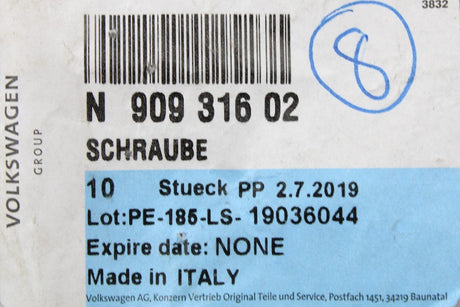 3832
8
VOLKSWAGEN
GROUP
N 909 316 02
SCHRAUBE
10 Stueck PP 2.7.2019
Lot:PE-185-LS- 19036044
Expire date: NONE
Made in ITALY
Volkswagen AG, Konzern Vertrieb Original Teile und Service, Postfach 1451, 34219 Baunatal